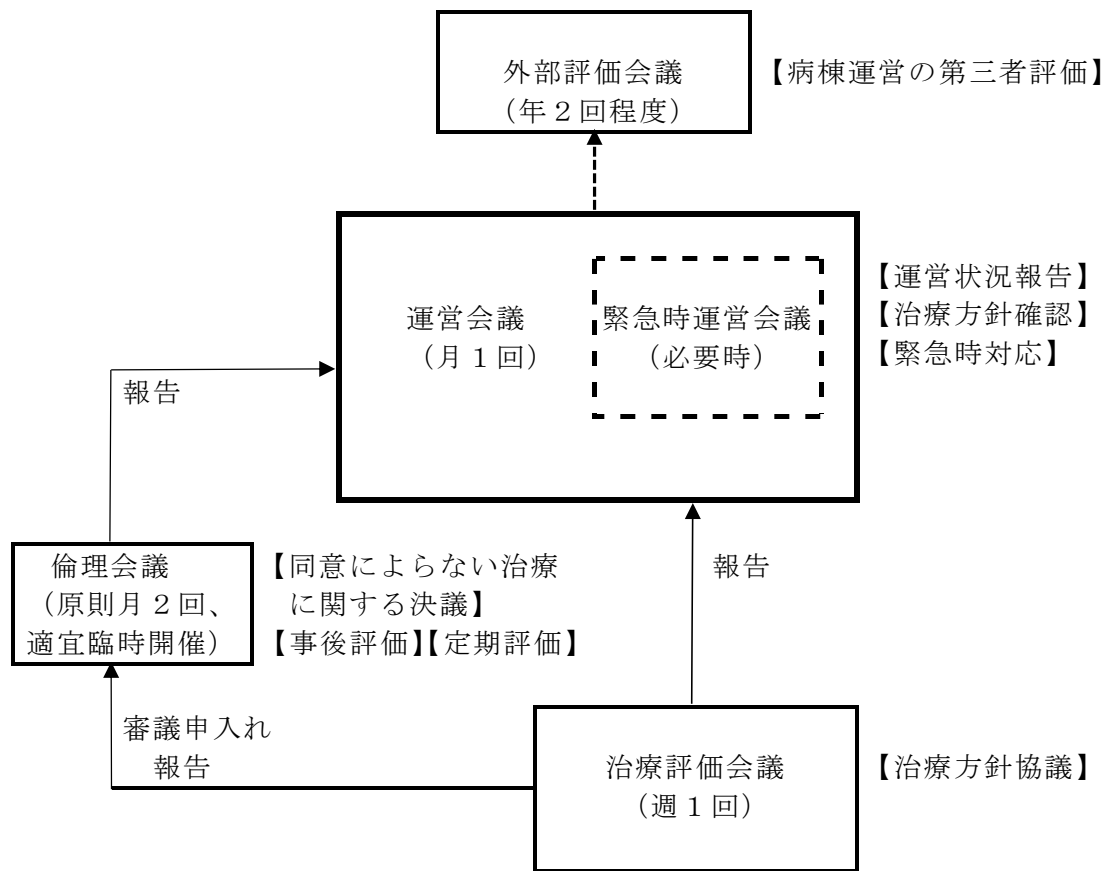 外部評価会議
（年２回程度）
【病棟運営の第三者評価】
運営会議
（月１回）
緊急時運営会議
（必要時）
【運営状況報告】
【治療方針確認】
【緊急時対応】
報告
倫理会議
（原則月２回、
適宜臨時開催）
【同意によらない治療
に関する決議】
【事後評価】【定期評価】
報告
審議申入れ
報告
治療評価会議
（週１回）
【治療方針協議】